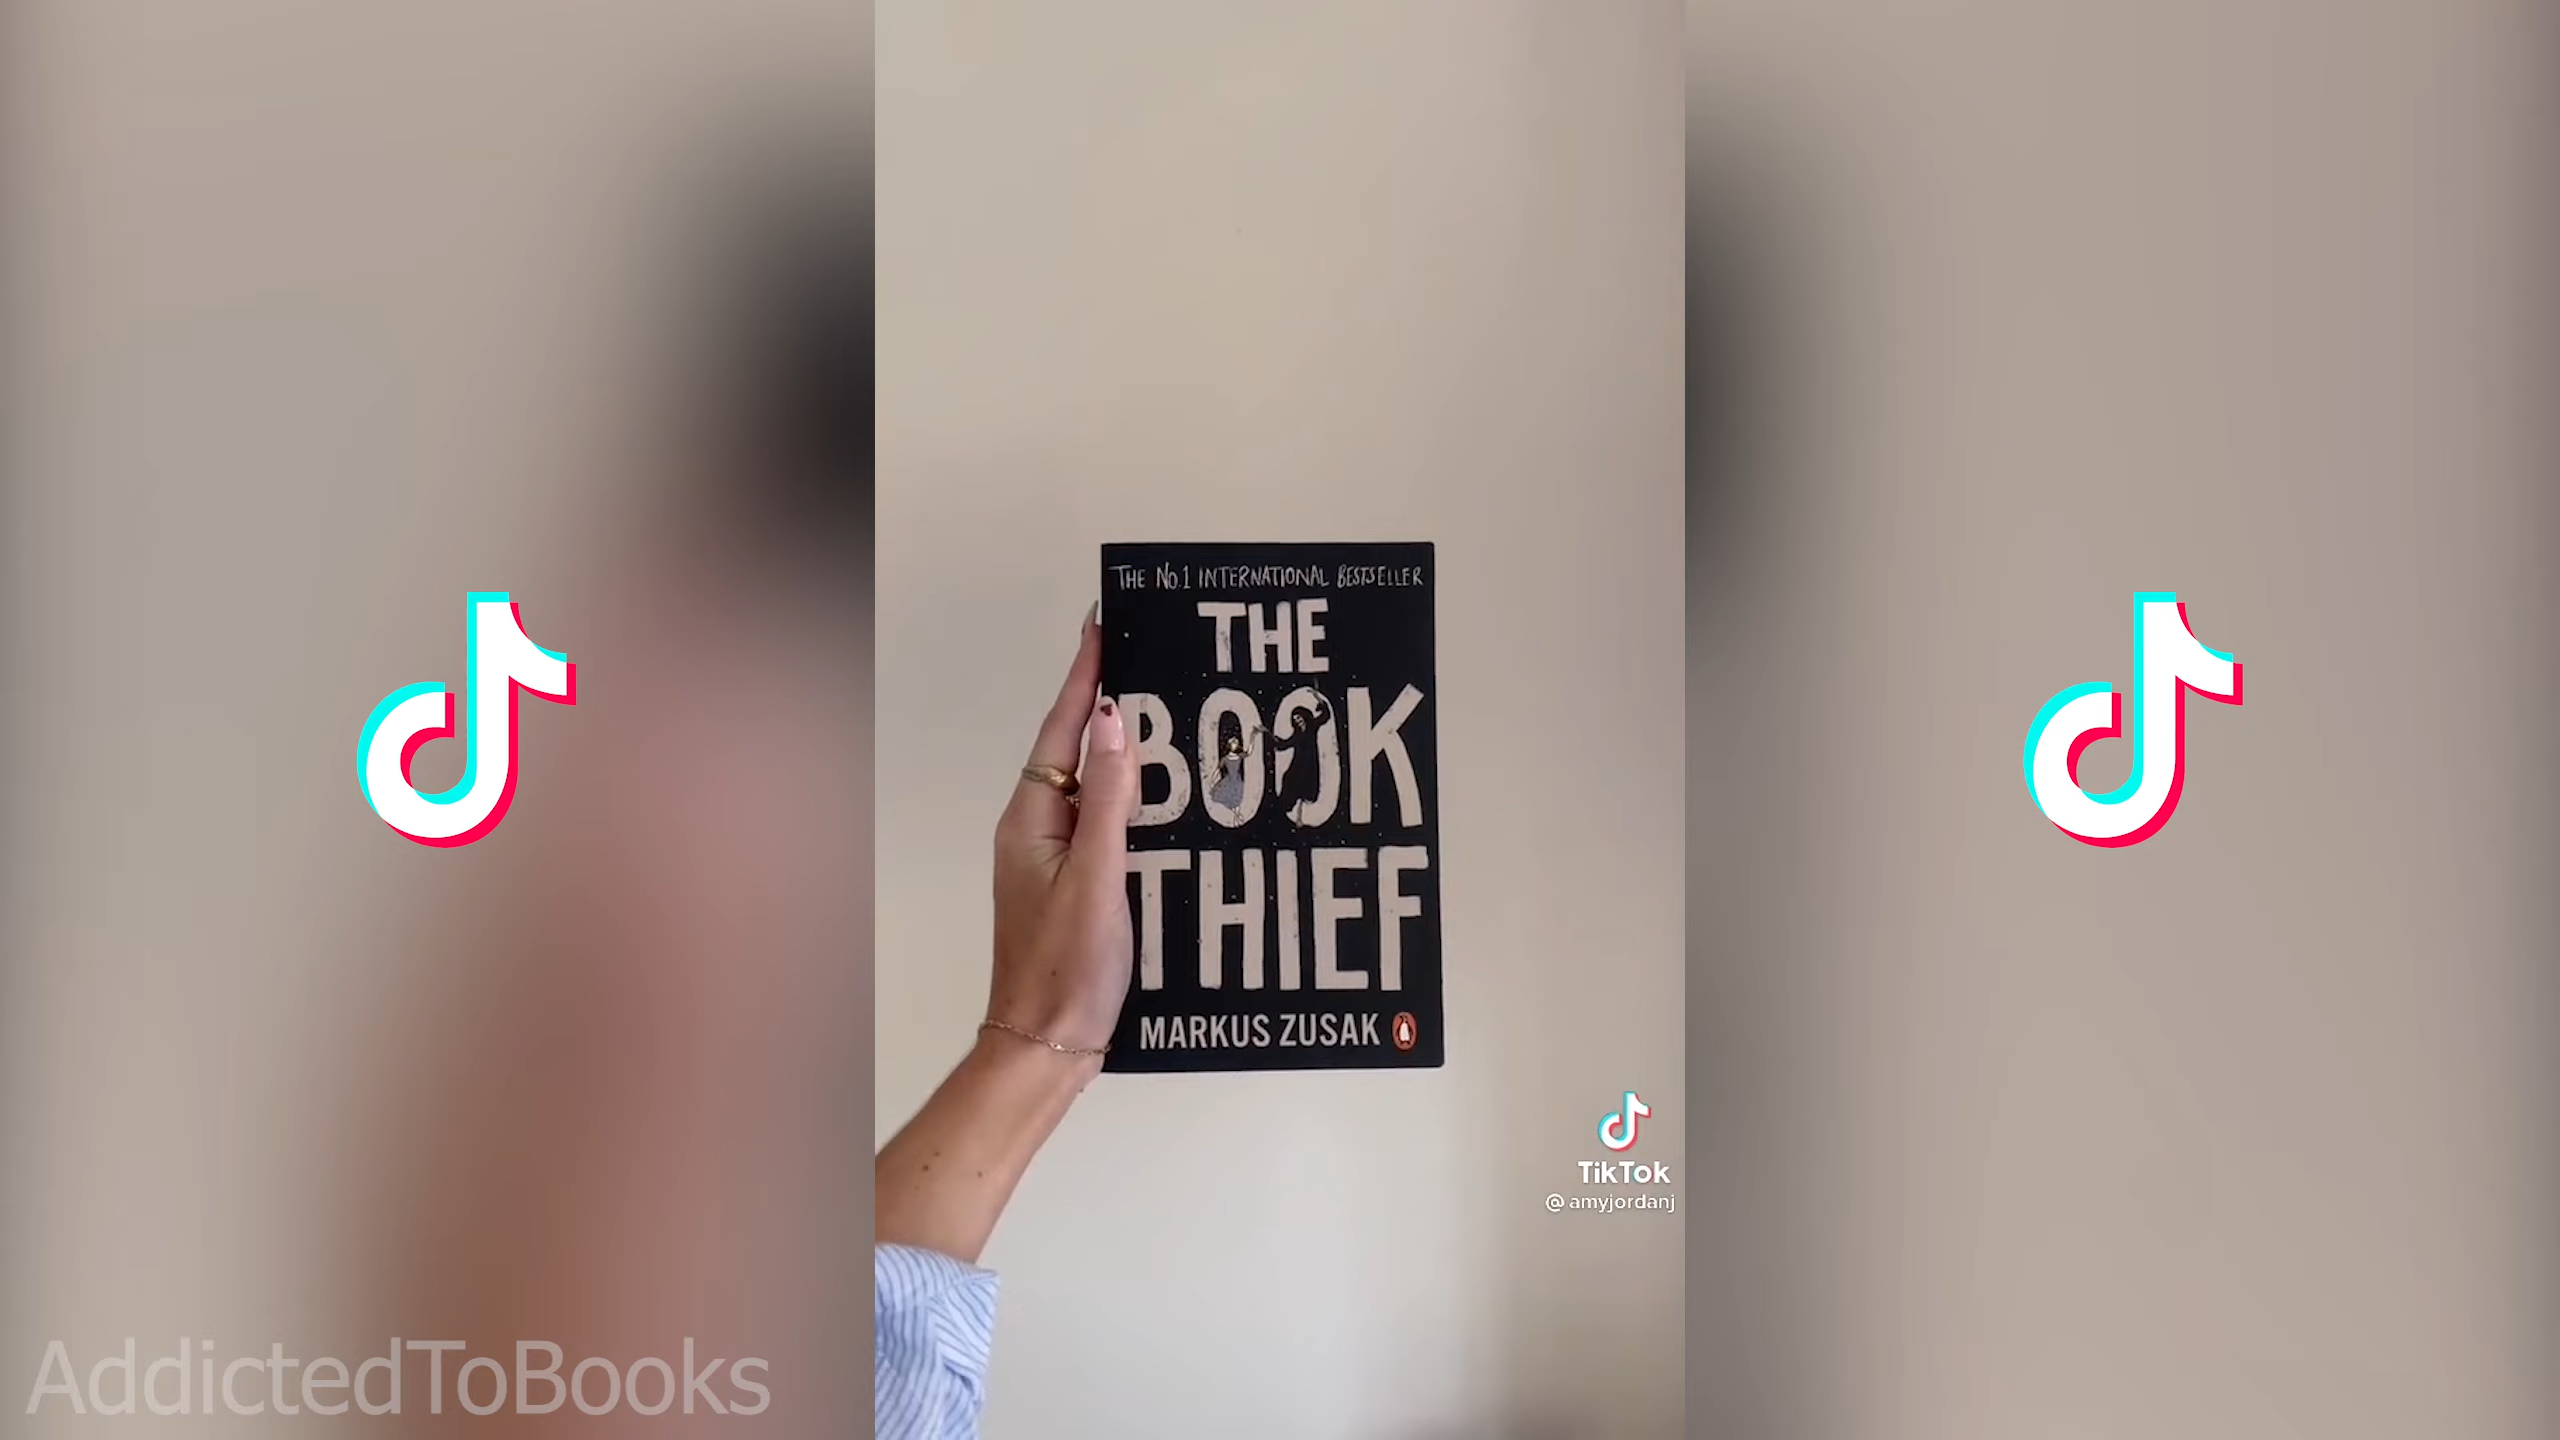 THE No.1 INTERNATIONAL BESTSELLER
THE
BOOK
THIEF
MARKUS ZUSAK
TikTok
@amyjordanj
AddictedToBooks